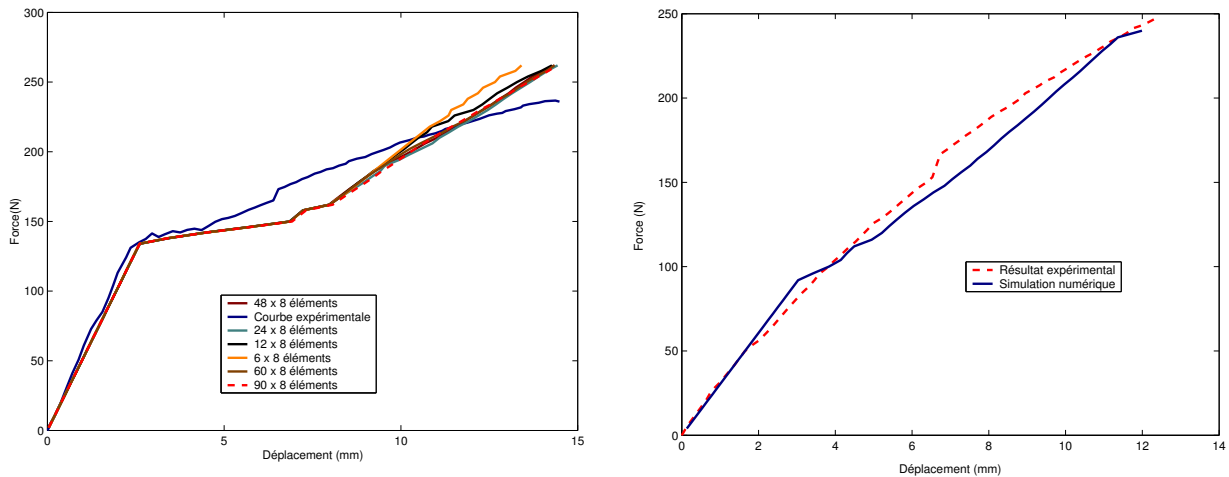 300
250
200
150
100
50
0
Force(N)
48 x 8 éléments
Courbe expérimentale
24 x 8 éléments
12 x 8 éléments
6 x 8 éléments
60 x 8 éléments
90 x 8 éléments
0 5 10 15
Déplacement (mm)
250
200
150
100
50
0
Force (N)
Résultat expérimental
Simulation numérique
0 2 4 6 8 10 12 14
Déplacement (mm)